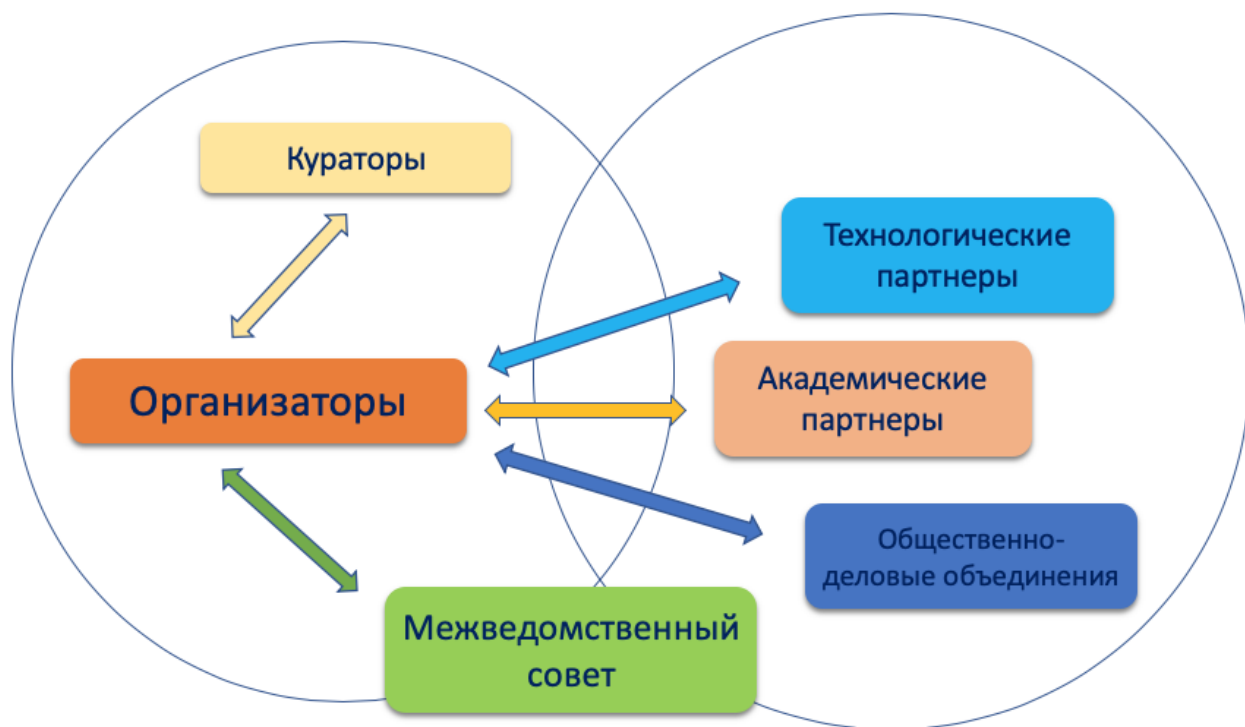 Кураторы
Технологические
партнеры
Организаторы
Академические
партнеры
Общественно-
деловые объединения
Межведомственный
совет